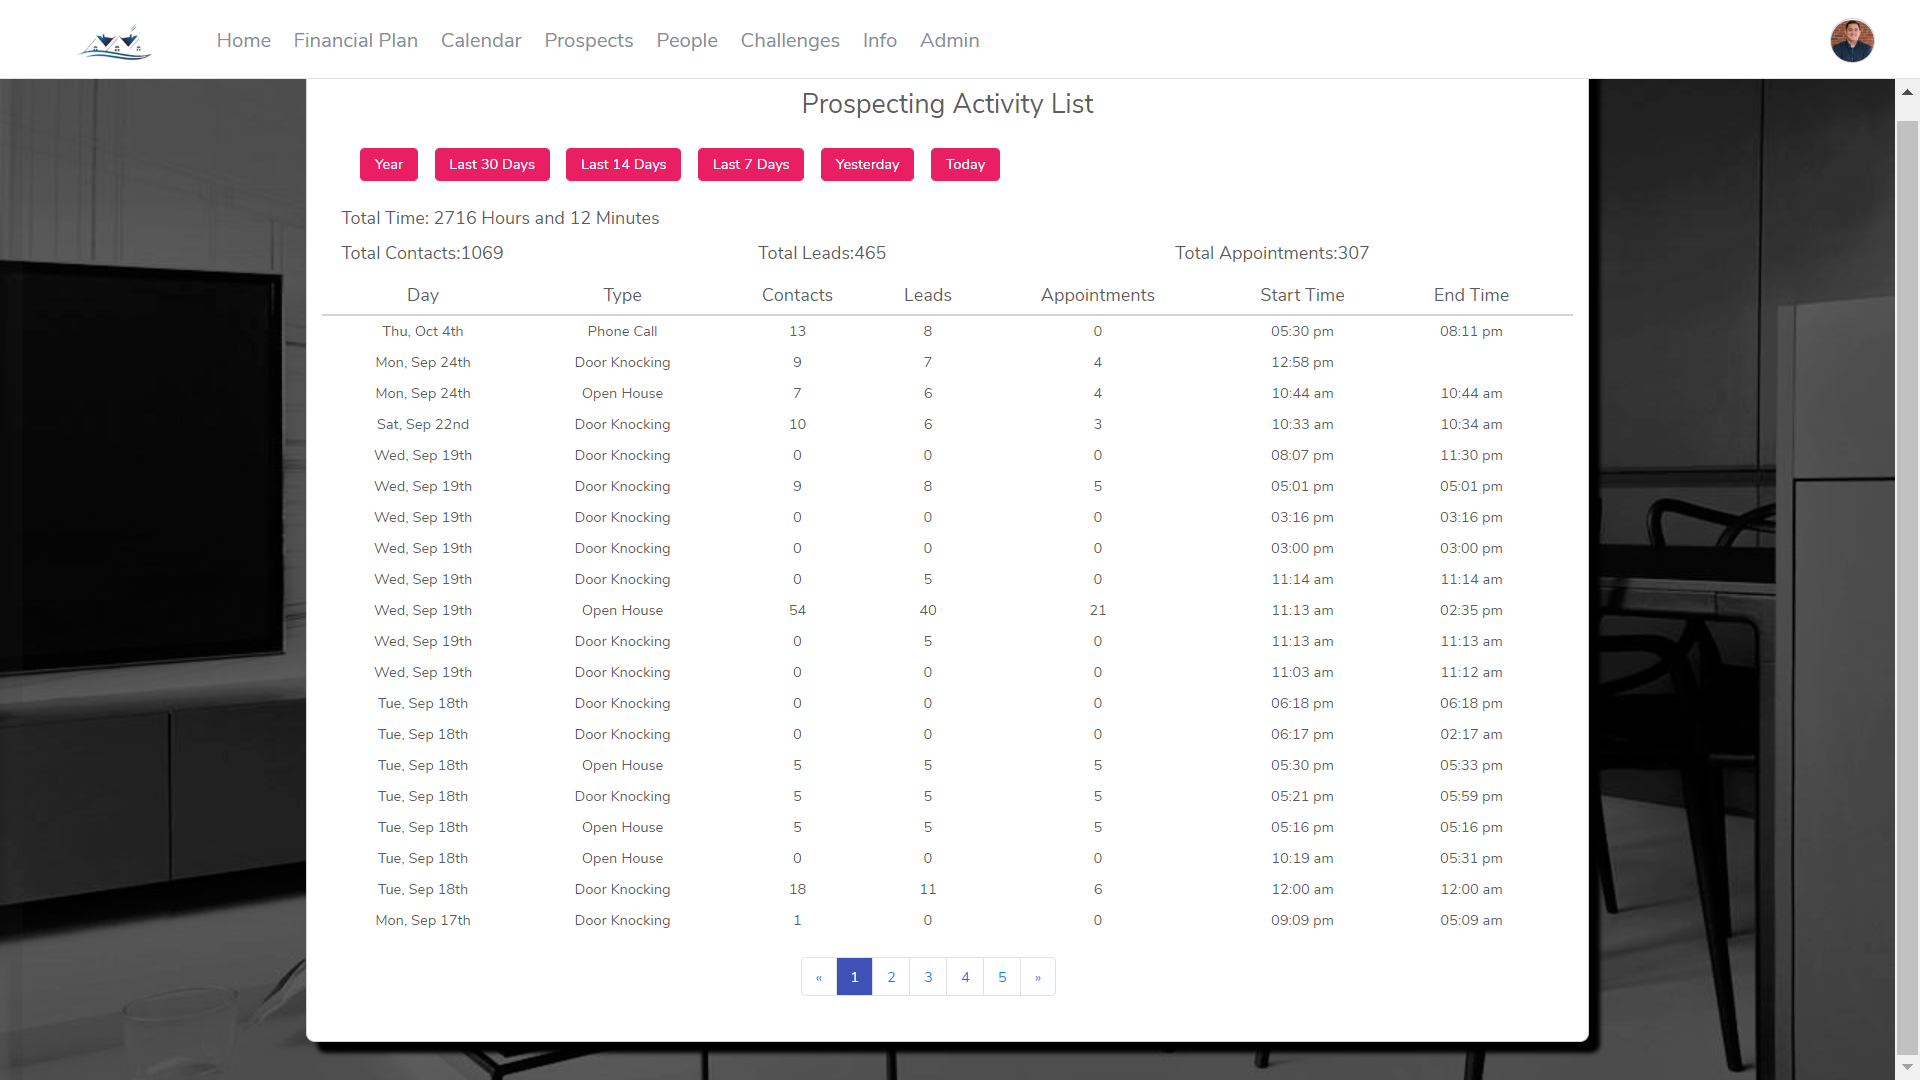 Home Financial Plan Calendar Prospects People Challenges Info Admin
Prospecting Activity List
Year Last 30 Days Last 14 Days Last 7 Days Yesterday Today
Total Time: 2716 Hours and 12 Minutes
Total Contacts:1069 Total Leads:465 Total Appointments:307
Day Type Contacts Leads Appointments Start Time End Time
Thu, Oct 4th Phone Call 13 8 0 05:30 pm 08:11 pm
Mon, Sep 24th Door Knocking 9 7 4 12:58 pm
Mon, Sep 24th Open House 7 6 4 10:44 am 10:44 am
Sat, Sep 22nd Door Knocking 10 6 3 10:33 am 10:34 am
Wed, Sep 19th Door Knocking 0 0 0 08:07 pm 11:30 pm
Wed, Sep 19th Door Knocking 9 8 5 05:01 pm 05:01 pm
Wed, Sep 19th Door Knocking 0 0 0 03:16 pm 03:16 pm
Wed, Sep 19th Door Knocking 0 0 0 03:00 pm 03:00 pm
Wed, Sep 19th Door Knocking 0 5 0 11:14 am 11:14 am
Wed, Sep 19th Open House 54 40 21 11:13 am 02:35 pm
Wed, Sep 19th Door Knocking 0 5 0 11:13 am 11:13 am
Wed, Sep 19th Door Knocking 0 0 0 11:03 am 11:12 am
Tue, Sep 18th Door Knocking 0 0 0 06:18 pm 06:18 pm
Tue, Sep 18th Door Knocking 0 0 0 06:17 pm 02:17 am
Tue, Sep 18th Open House 5 5 5 05:30 pm 05:33 pm
Tue, Sep 18th Door Knocking 5 5 5 05:21 pm 05:59 pm
Tue, Sep 18th Open House 5 5 5 05:16 pm 05:16 pm
Tue, Sep 18th Open House 0 0 0 10:19 am 05:31 pm
Tue, Sep 18th Door Knocking 18 11 6 12:00 am 12:00 am
Mon, Sep 17th Door Knocking 1 0 0 09:09 pm 05:09 am
« 1 2 3 4 5 »